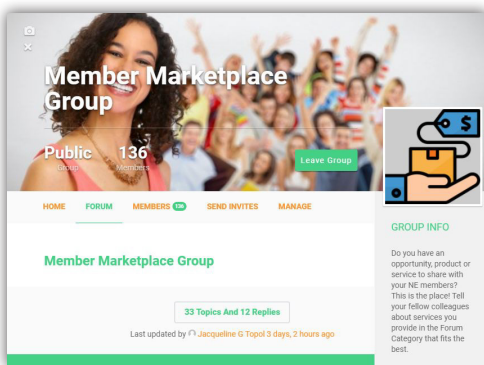 Member Marketplace
Group
Public
Group
136
Members
Leave Group
$
HOME FORUM MEMBERS 136 SEND INVITES MANAGE
Member Marketplace Group
33 Topics And 12 Replies
Last updated by Jacqueline G Topol 3 days, 2 hours ago
GROUP INFO
Do you have an
opportunity, product or
service to share with
your NE members?
This is the place! Tell
your fellow colleagues
about services you
provide in the Forum
Category that fits the
best.